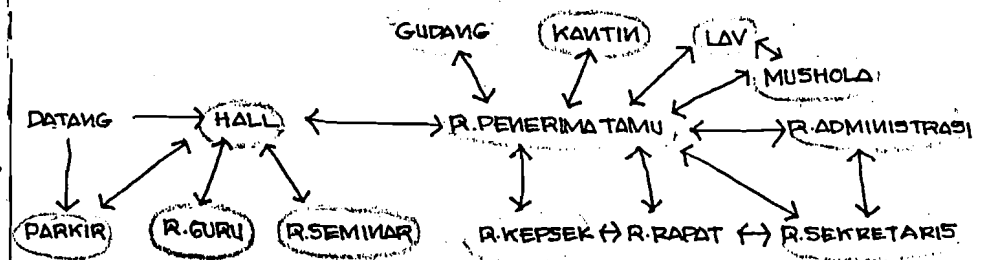 GUDANG KANTIN LAV
MUSHOLA
DATANG HALL R.PENERIMA TAMU R.ADMINISTRASI
PARKIR R.GURU R.SEMINAR R.KEPSEK R.RAPAT R.SEKRETARIS